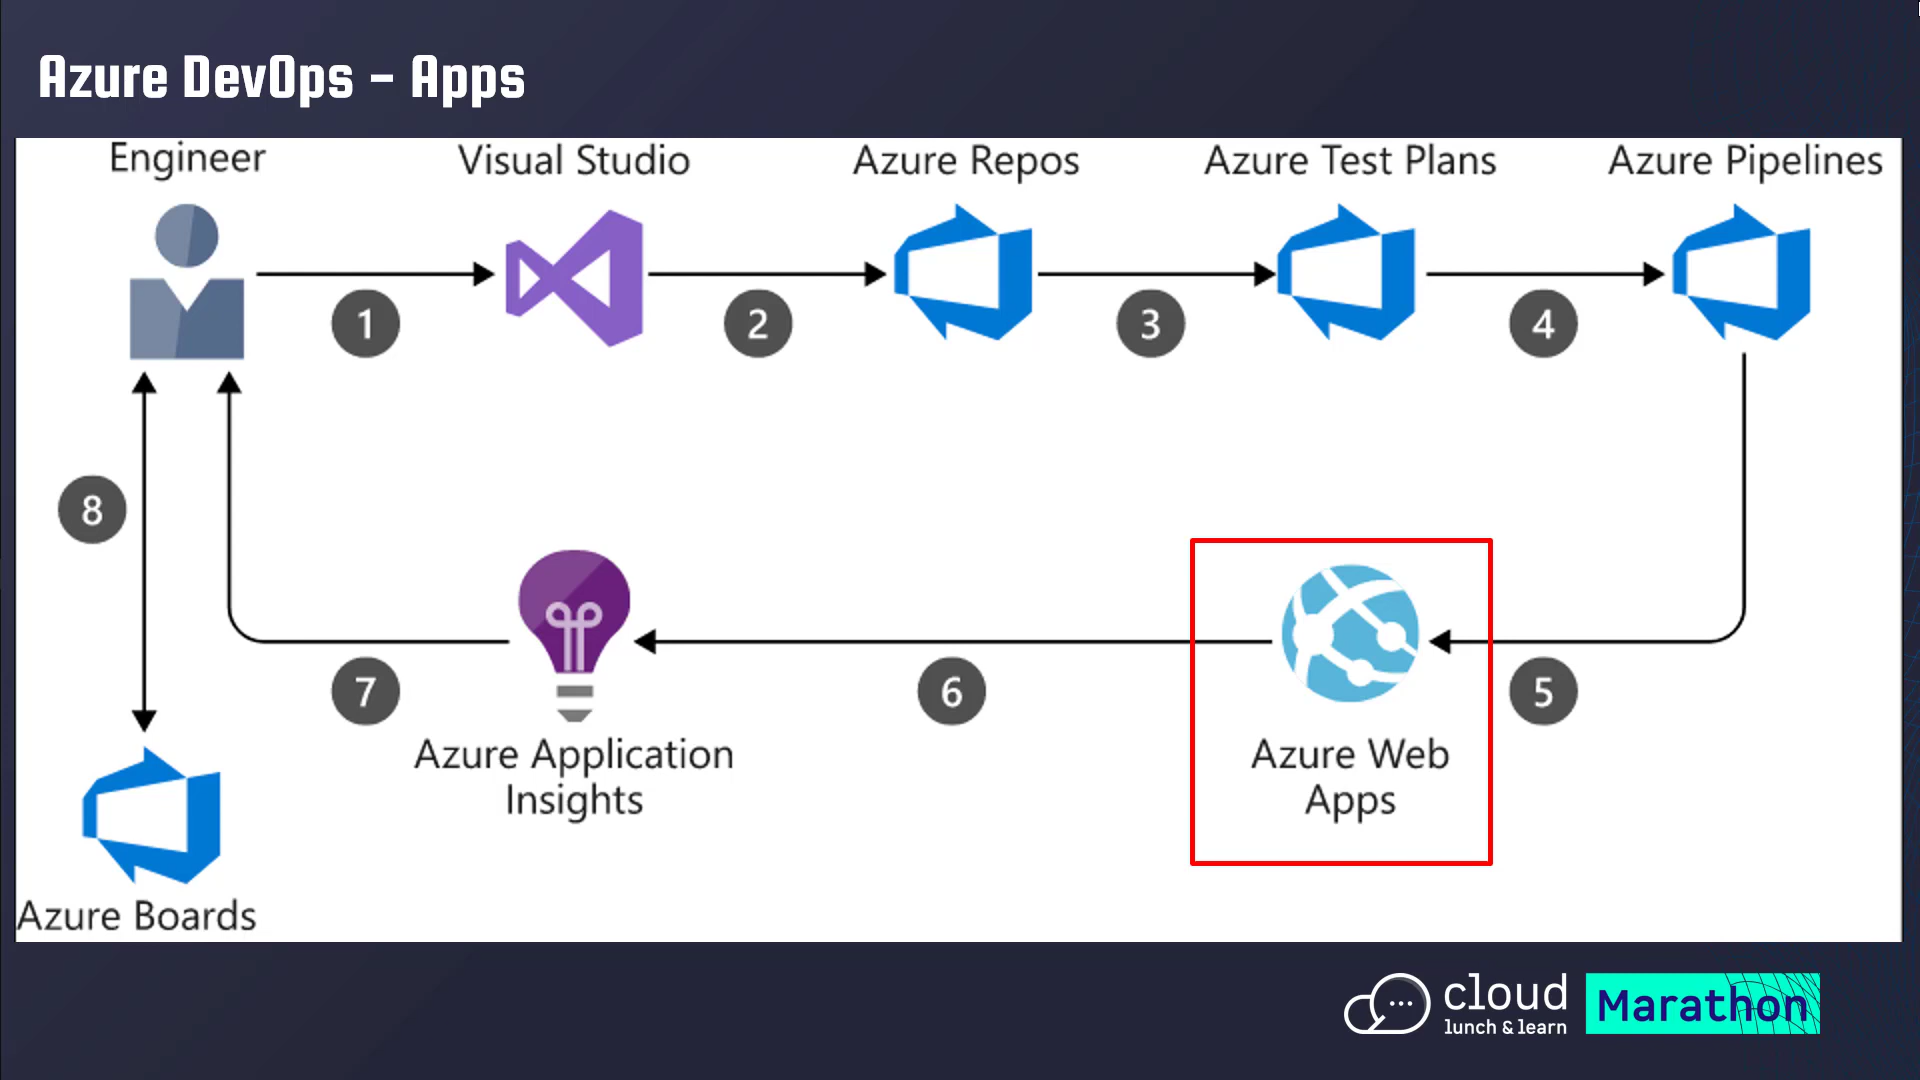 Azure DevOps - Apps
Engineer
Visual Studio
Azure Repos
Azure Test Plans
Azure Pipelines
1
2
3
4
8
7
6
5
Azure Application
Insights
Azure Web
Apps
Azure Boards
cloud
lunch & learn
Marathon